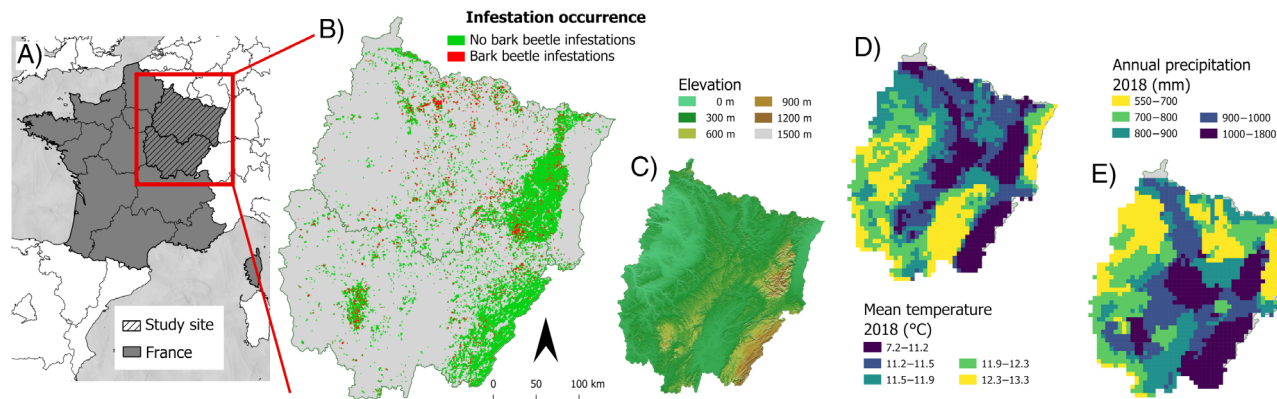 A)
Study site
France
B)
Infestation occurrence
No bark beetle infestations
Bark beetle infestations
0 50 100 km
Elevation
0 m 900 m
300 m 1200 m
600 m 1500 m
C)
D)
Mean temperature
2018 (°C)
7.2−11.2
11.2−11.5 11.9−12.3
11.5−11.9 12.3−13.3
Annual precipitation
2018 (mm)
550−700
700−800 900−1000
800−900 1000−1800
E)